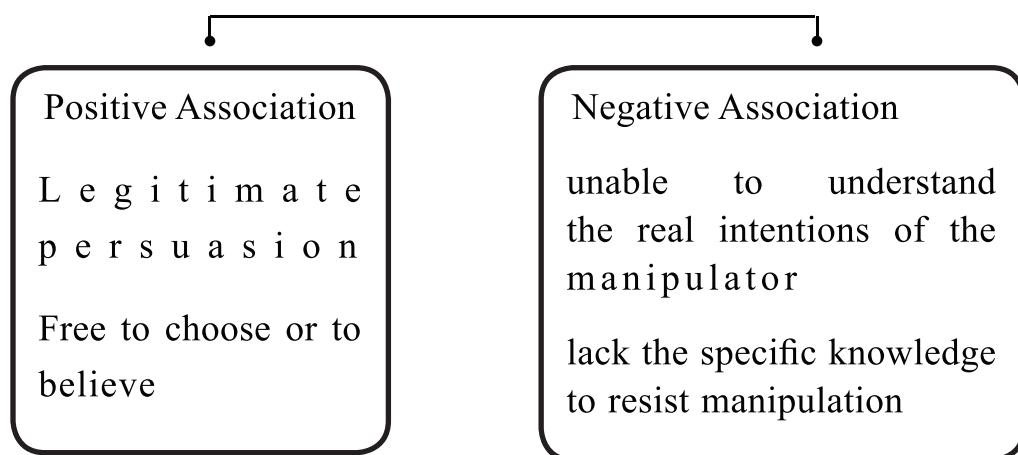 Positive Association
Legitimate
persuasion
Free to choose or to
believe
Negative Association
unable to understand
the real intentions of the
manipulator
lack the specific knowledge
to resist manipulation